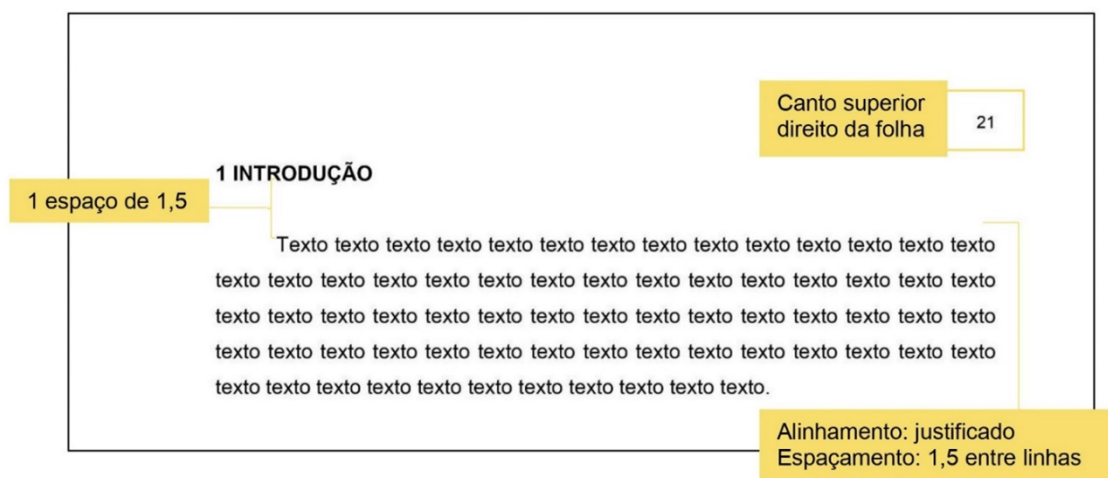 Canto superior
direito da folha
21
1 INTRODUÇÃO
1 espaço de 1,5
Texto texto texto texto texto texto texto texto texto texto texto texto texto texto
texto texto texto texto texto texto texto texto texto texto texto texto texto texto texto
texto texto texto texto texto texto texto texto texto texto texto texto texto texto texto
texto texto texto texto texto texto texto texto texto texto texto texto texto texto texto
texto texto texto texto texto texto texto texto texto texto texto.
Alinhamento: justificado
Espaçamento: 1,5 entre linhas